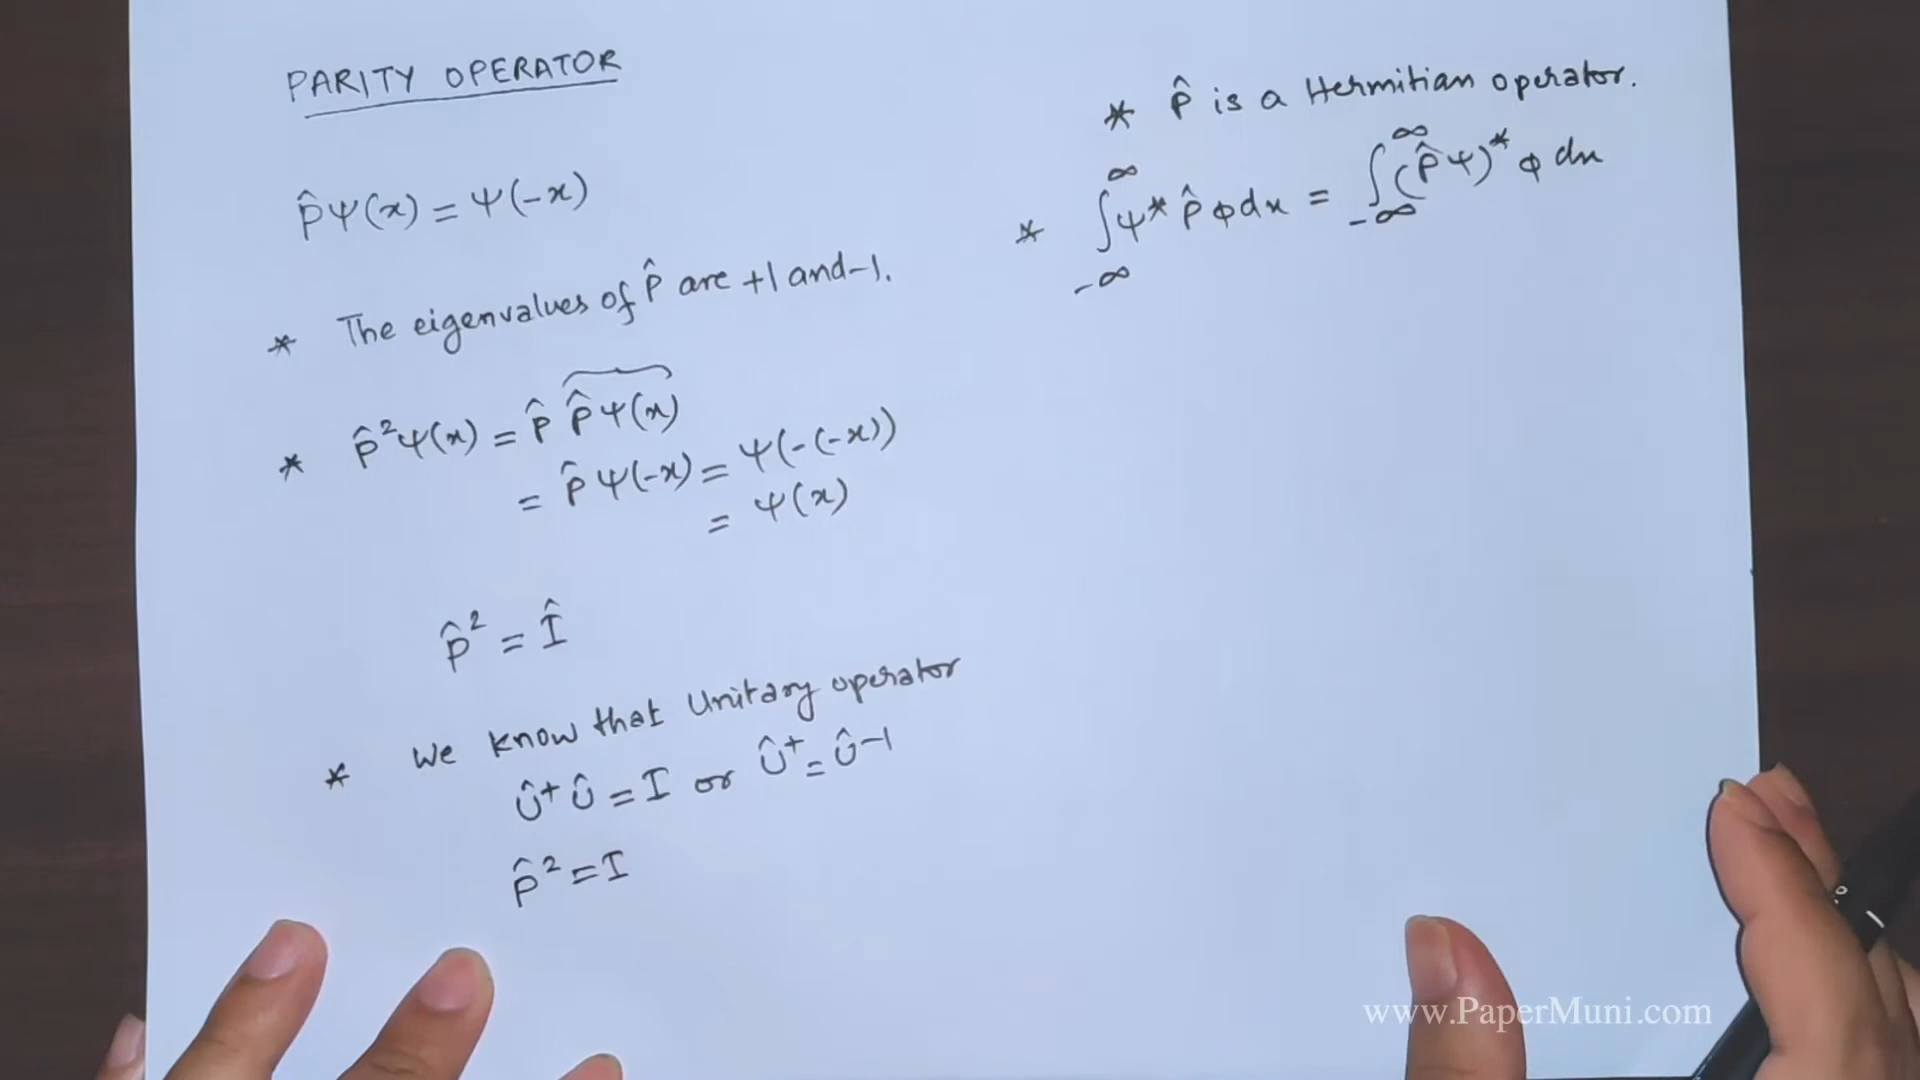 PARITY OPERATOR
P̂Ψ(x) = Ψ(-x)
* The eigenvalues of P̂ are +1 and -1.
* P̂²Ψ(x) = P̂ P̂Ψ(x)
= P̂Ψ(-x) = Ψ(-(-x))
= Ψ(x)
P̂² = Î
* We know that Unitary operator
Û⁺Û = I or Û⁺ = Û⁻¹
P̂² = I
* P̂ is a Hermitian operator.
* ∫_{-∞}^{∞} Ψ* P̂ φ dx = ∫_{-∞}^{∞} (P̂Ψ)* φ dx
www.PaperMuni.com